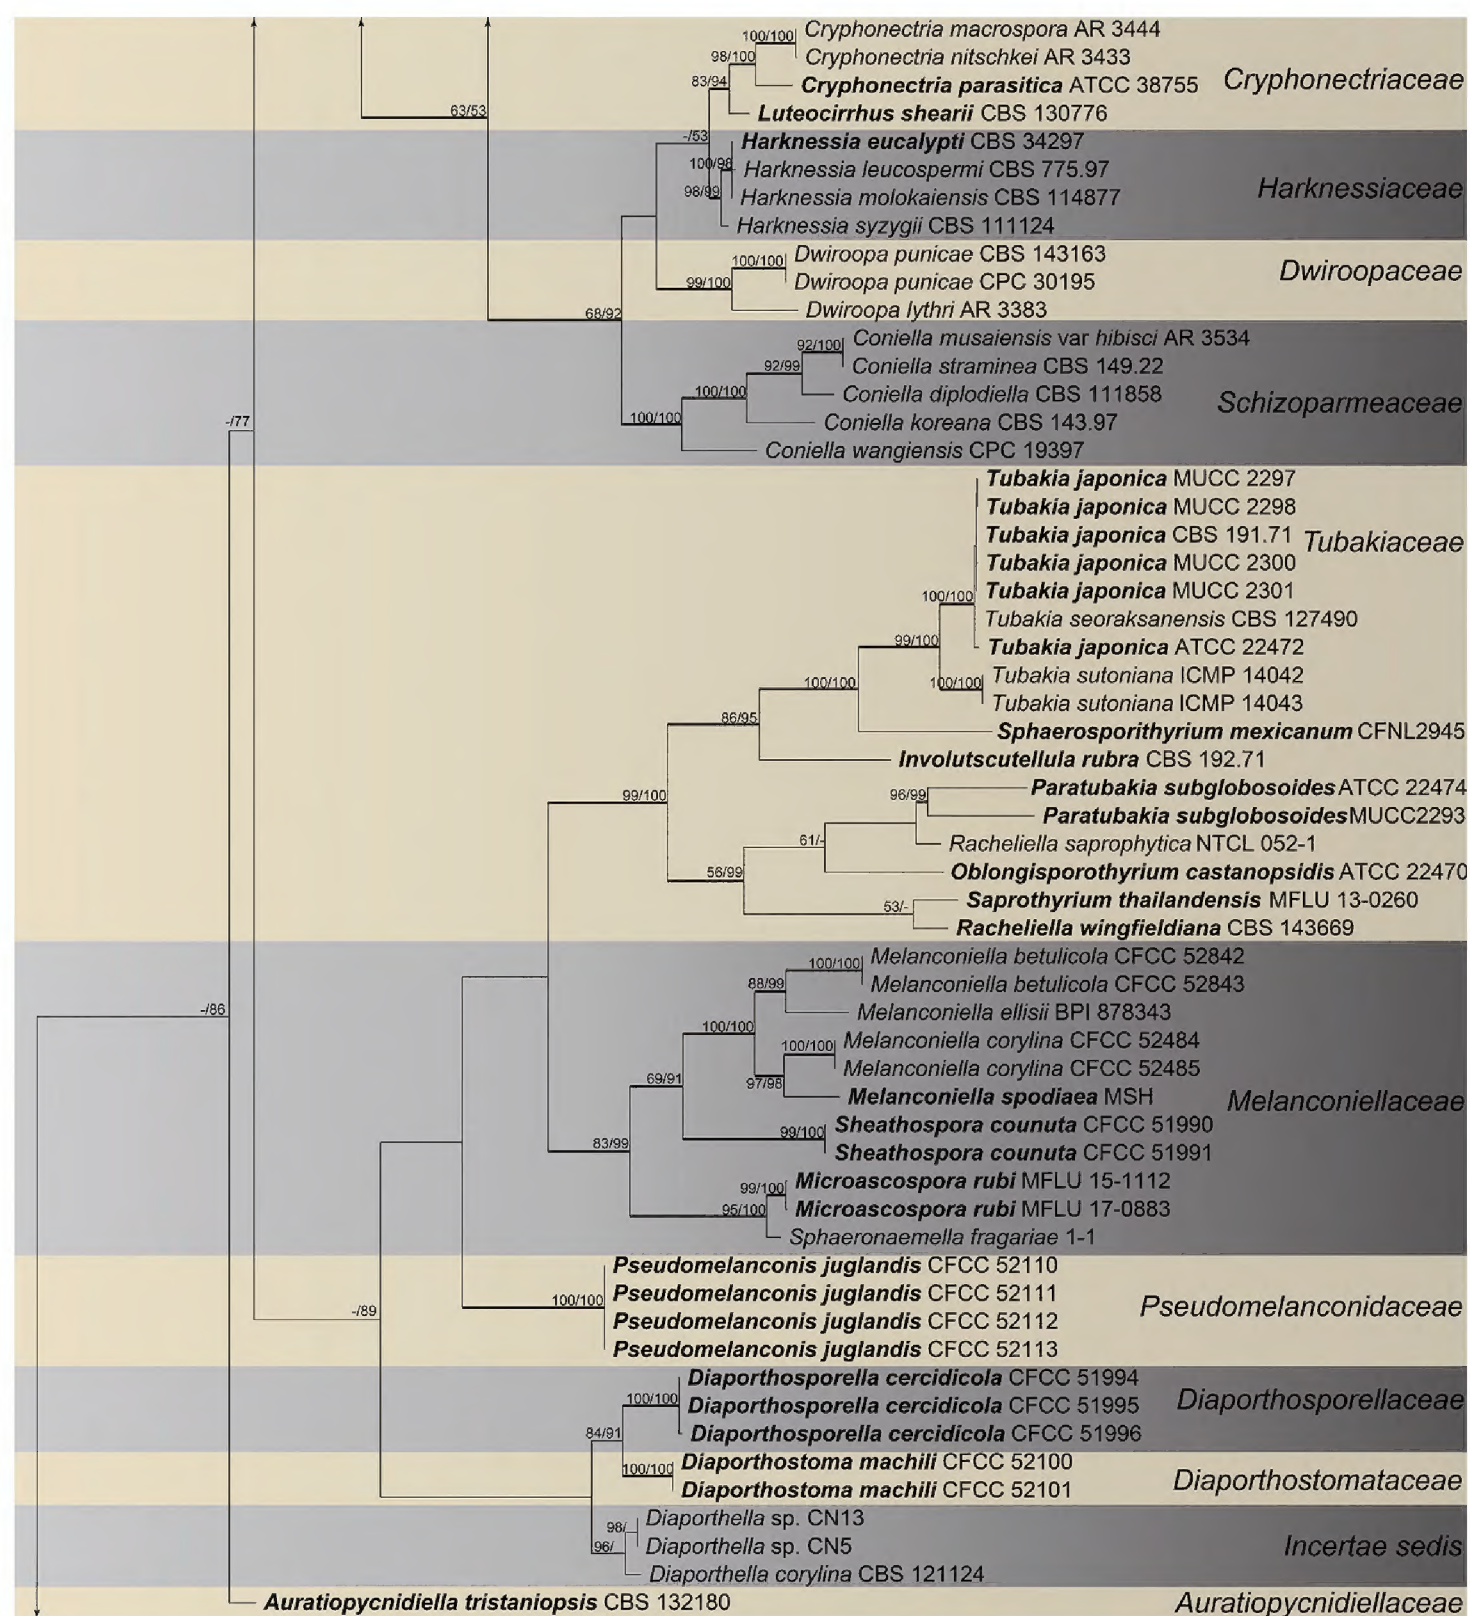 Cryphonectria macrospora AR 3444
100/100
Cryphonectria nitschkei AR 3433
98/100
Cryphonectriaceae
83/94
Cryphonectria parasitica ATCC 38755
63/53
Luteocirrhus shearii CBS 130776
-/53
Harknessia eucalypti CBS 34297
100/98
Harknessia leucospermi CBS 775.97
Harknessiaceae
98/99
Harknessia molokaiensis CBS 114877
Harknessia syzygii CBS 111124
Dwiroopa punicae CBS 143163
100/100
Dwiroopaceae
99/100
Dwiroopa punicae CPC 30195
Dwiroopa lythri AR 3383
68/92
Coniella musaiensis var hibisci AR 3534
92/100
Coniella straminea CBS 149.22
92/99
Coniella diplodiella CBS 111858
100/100
Schizoparmeaceae
100/100
Coniella koreana CBS 143.97
-/77
Coniella wangiensis CPC 19397
Tubakia japonica MUCC 2297
Tubakia japonica MUCC 2298
Tubakia japonica CBS 191.71
Tubakiaceae
Tubakia japonica MUCC 2300
Tubakia japonica MUCC 2301
100/100
Tubakia seoraksanensis CBS 127490
99/100
Tubakia japonica ATCC 22472
100/100
Tubakia sutoniana ICMP 14042
100/100
Tubakia sutoniana ICMP 14043
86/95
Sphaerosporithyrium mexicanum CFNL2945
Involutscutellula rubra CBS 192.71
99/100
96/99
Paratubakia subglobosoides ATCC 22474
Paratubakia subglobosoides MUCC2293
61/-
Racheliella saprophytica NTCL 052-1
56/99
Oblongisporothyrium castanopsidis ATCC 22470
53/-
Saprothyrium thailandensis MFLU 13-0260
Racheliella wingfieldiana CBS 143669
Melanconiella betulicola CFCC 52842
100/100
88/99
Melanconiella betulicola CFCC 52843
-/86
Melanconiella ellisii BPI 878343
100/100
Melanconiella corylina CFCC 52484
100/100
Melanconiella corylina CFCC 52485
69/91
97/98
Melanconiella spodiaea MSH
Melanconiellaceae
Sheathospora counuta CFCC 51990
99/100
83/99
Sheathospora counuta CFCC 51991
Microascospora rubi MFLU 15-1112
99/100
95/100
Microascospora rubi MFLU 17-0883
Sphaeronaemella fragariae 1-1
Pseudomelanconis juglandis CFCC 52110
Pseudomelanconis juglandis CFCC 52111
100/100
-/89
Pseudomelanconidaceae
Pseudomelanconis juglandis CFCC 52112
Pseudomelanconis juglandis CFCC 52113
Diaporthosporella cercidicola CFCC 51994
100/100
Diaporthosporellaceae
Diaporthosporella cercidicola CFCC 51995
84/91
Diaporthosporella cercidicola CFCC 51996
Diaporthostoma machili CFCC 52100
100/100
Diaporthostomataceae
Diaporthostoma machili CFCC 52101
Diaporthella sp. CN13
98/
96/
Diaporthella sp. CN5
Incertae sedis
Diaporthella corylina CBS 121124
Auratiopycnidiella tristaniopsis CBS 132180
Auratiopycnidiellaceae